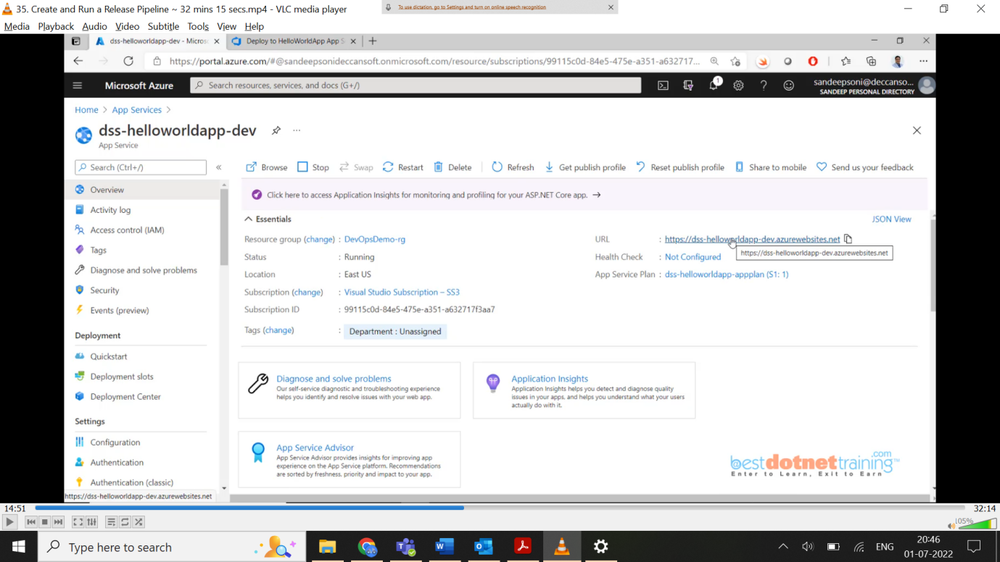 35. Create and Run a Release Pipeline ~ 32 mins 15 secs.mp4 - VLC media player
To use dictation, go to Settings and turn on online speech recognition
Media Playback Audio Video Subtitle Tools View Help
dss-helloworldapp-dev - Micros
Deploy to HelloWorldApp App S
https://portal.azure.com/#@sandeepsonideccansoft.onmicrosoft.com/resource/subscriptions/99115c0d-84e5-475e-a351-a632717...
Microsoft Azure
Search resources, services, and docs (G+/)
1
sandeepsoni@deccanso...
SANDEEP PERSONAL DIRECTORY
Home > App Services >
dss-helloworldapp-dev
...
App Service
Search (Ctrl+/)
«
Browse Stop Swap Restart Delete Refresh Get publish profile Reset publish profile Share to mobile Send us your feedback
Overview
Activity log
Access control (IAM)
Tags
Diagnose and solve problems
Security
Events (preview)
Deployment
Quickstart
Deployment slots
Deployment Center
Settings
Configuration
Authentication
Authentication (classic)
https://dss-helloworldapp-dev.azurewebsites.net
Click here to access Application Insights for monitoring and profiling for your ASP.NET Core app. →
Essentials
JSON View
Resource group (change) : DevOpsDemo-rg
Status : Running
Location : East US
Subscription (change) : Visual Studio Subscription – SS3
Subscription ID : 99115c0d-84e5-475e-a351-a632717f3aa7
Tags (change) : Department : Unassigned
URL : https://dss-helloworldapp-dev.azurewebsites.net
https://dss-helloworldapp-dev.azurewebsites.net
Health Check : Not Configured
App Service Plan : dss-helloworldapp-appplan (S1: 1)
Diagnose and solve problems
Our self-service diagnostic and troubleshooting experience
helps you identify and resolve issues with your web app.
Application Insights
Application Insights helps you detect and diagnose quality
issues in your apps, and helps you understand what your users
actually do with it.
App Service Advisor
App Service Advisor provides insights for improving app
experience on the App Service platform. Recommendations
are sorted by freshness, priority and impact to your app.
bestdotnettraining.com™
Enter to Learn, Exit to Earn
14:51
32:14
105%
Type here to search
ENG
20:46
01-07-2022